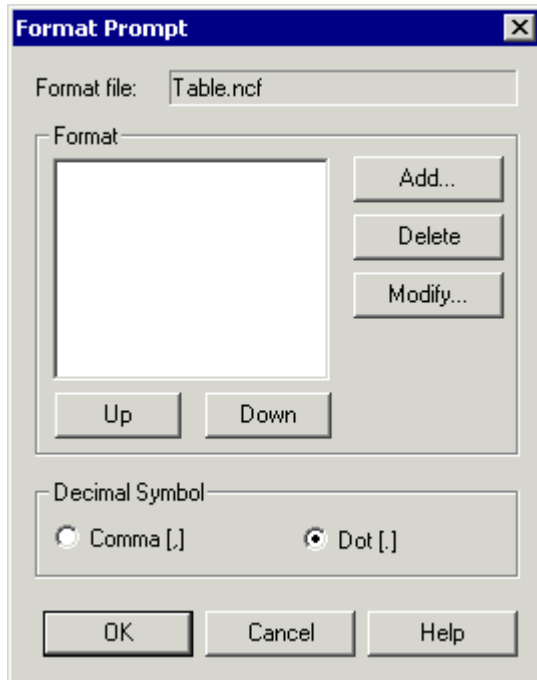 Format Prompt
Format file: Table.ncf
Format
Add...
Delete
Modify...
Up Down
Decimal Symbol
Comma [,] Dot [.]
OK Cancel Help